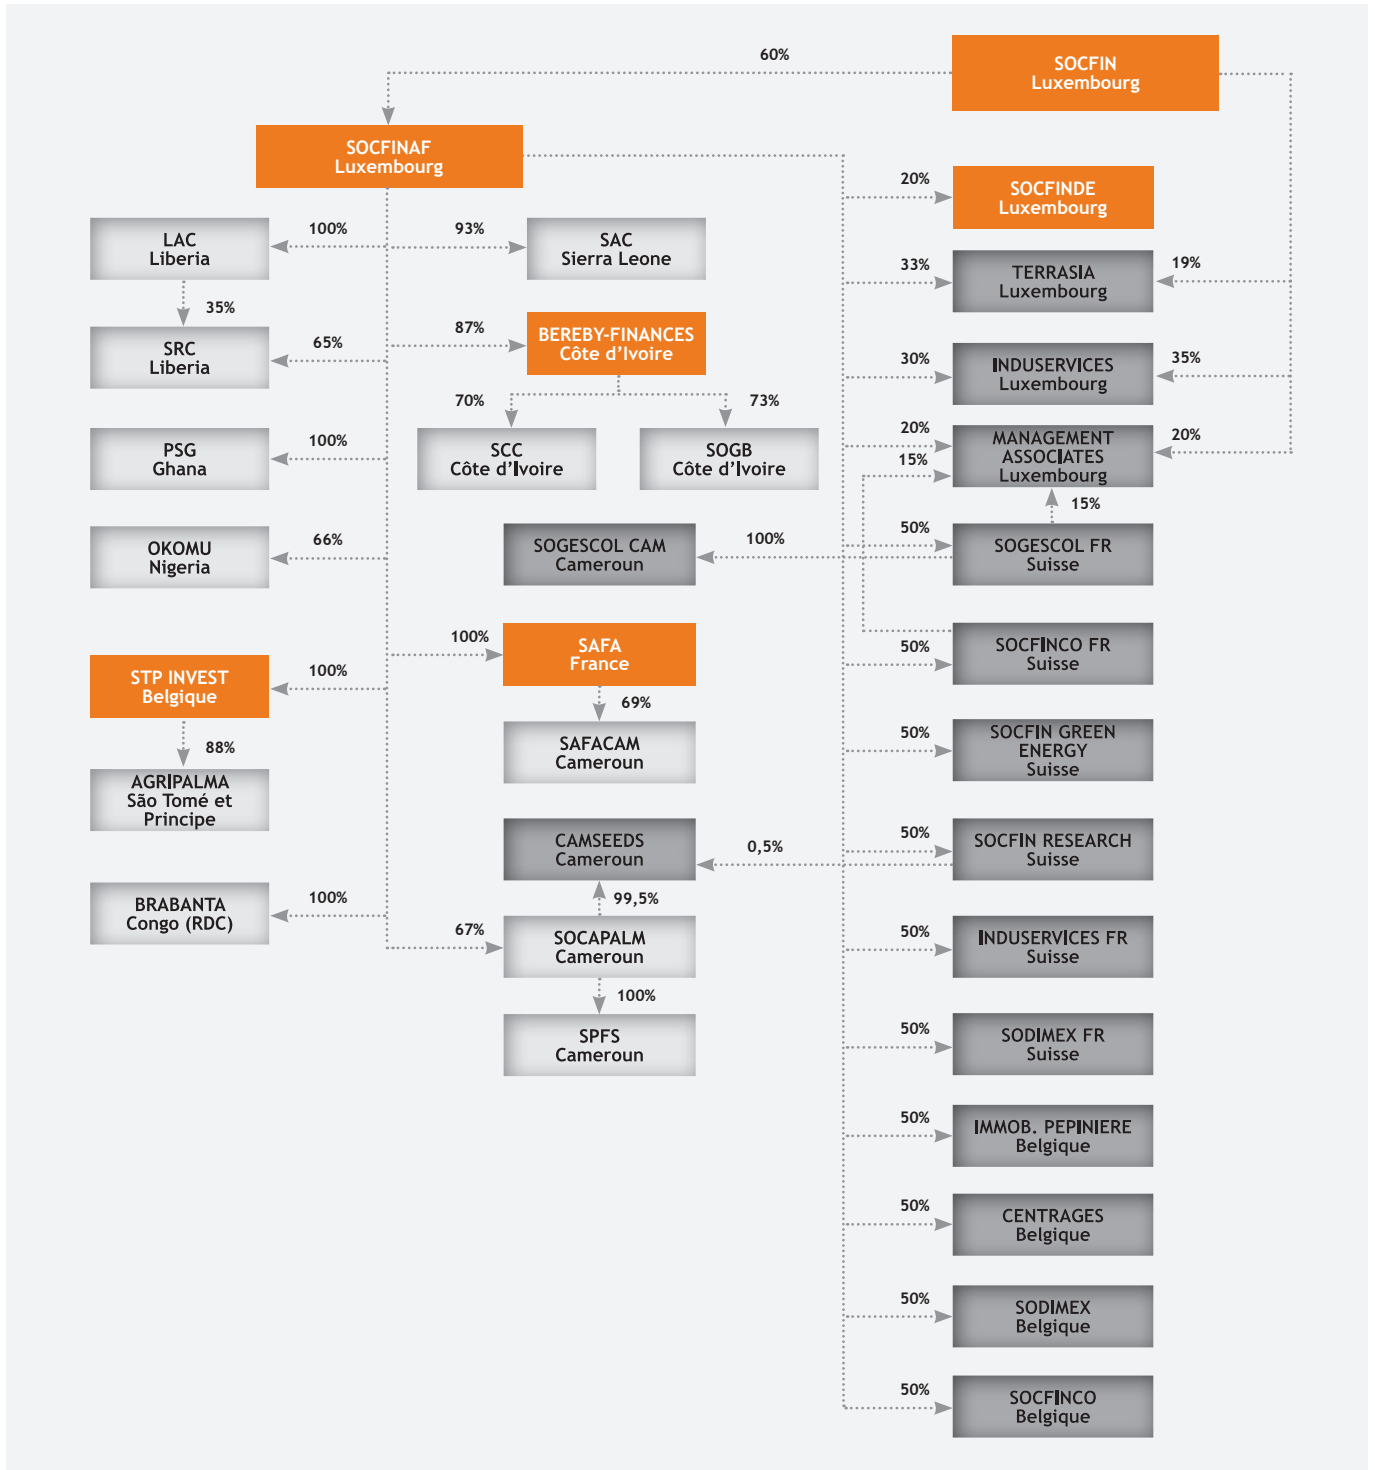 60%
SOCFIN
Luxembourg
SOCFINAF
Luxembourg
20%
SOCFINDE
Luxembourg
LAC
Liberia
100%
93%
SAC
Sierra Leone
33%
TERRASIA
Luxembourg
19%
35%
SRC
Liberia
65%
87%
BEREBY-FINANCES
Côte d'Ivoire
30%
INDUSERVICES
Luxembourg
35%
70%
73%
PSG
Ghana
100%
SCC
Côte d'Ivoire
SOGB
Côte d'Ivoire
20%
15%
MANAGEMENT
ASSOCIATES
Luxembourg
20%
15%
OKOMU
Nigeria
66%
SOGESCOL CAM
Cameroun
100%
50%
SOGESCOL FR
Suisse
STP INVEST
Belgique
100%
100%
SAFA
France
50%
SOCFINCO FR
Suisse
88%
69%
AGRIPALMA
São Tomé et
Principe
SAFACAM
Cameroun
50%
SOCFIN GREEN
ENERGY
Suisse
CAMSEEDS
Cameroun
0,5%
50%
SOCFIN RESEARCH
Suisse
BRABANTA
Congo (RDC)
100%
99,5%
67%
SOCAPALM
Cameroun
50%
INDUSERVICES FR
Suisse
100%
SPFS
Cameroun
50%
SODIMEX FR
Suisse
50%
IMMOB. PEPINIERE
Belgique
50%
CENTRAGES
Belgique
50%
SODIMEX
Belgique
50%
SOCFINCO
Belgique